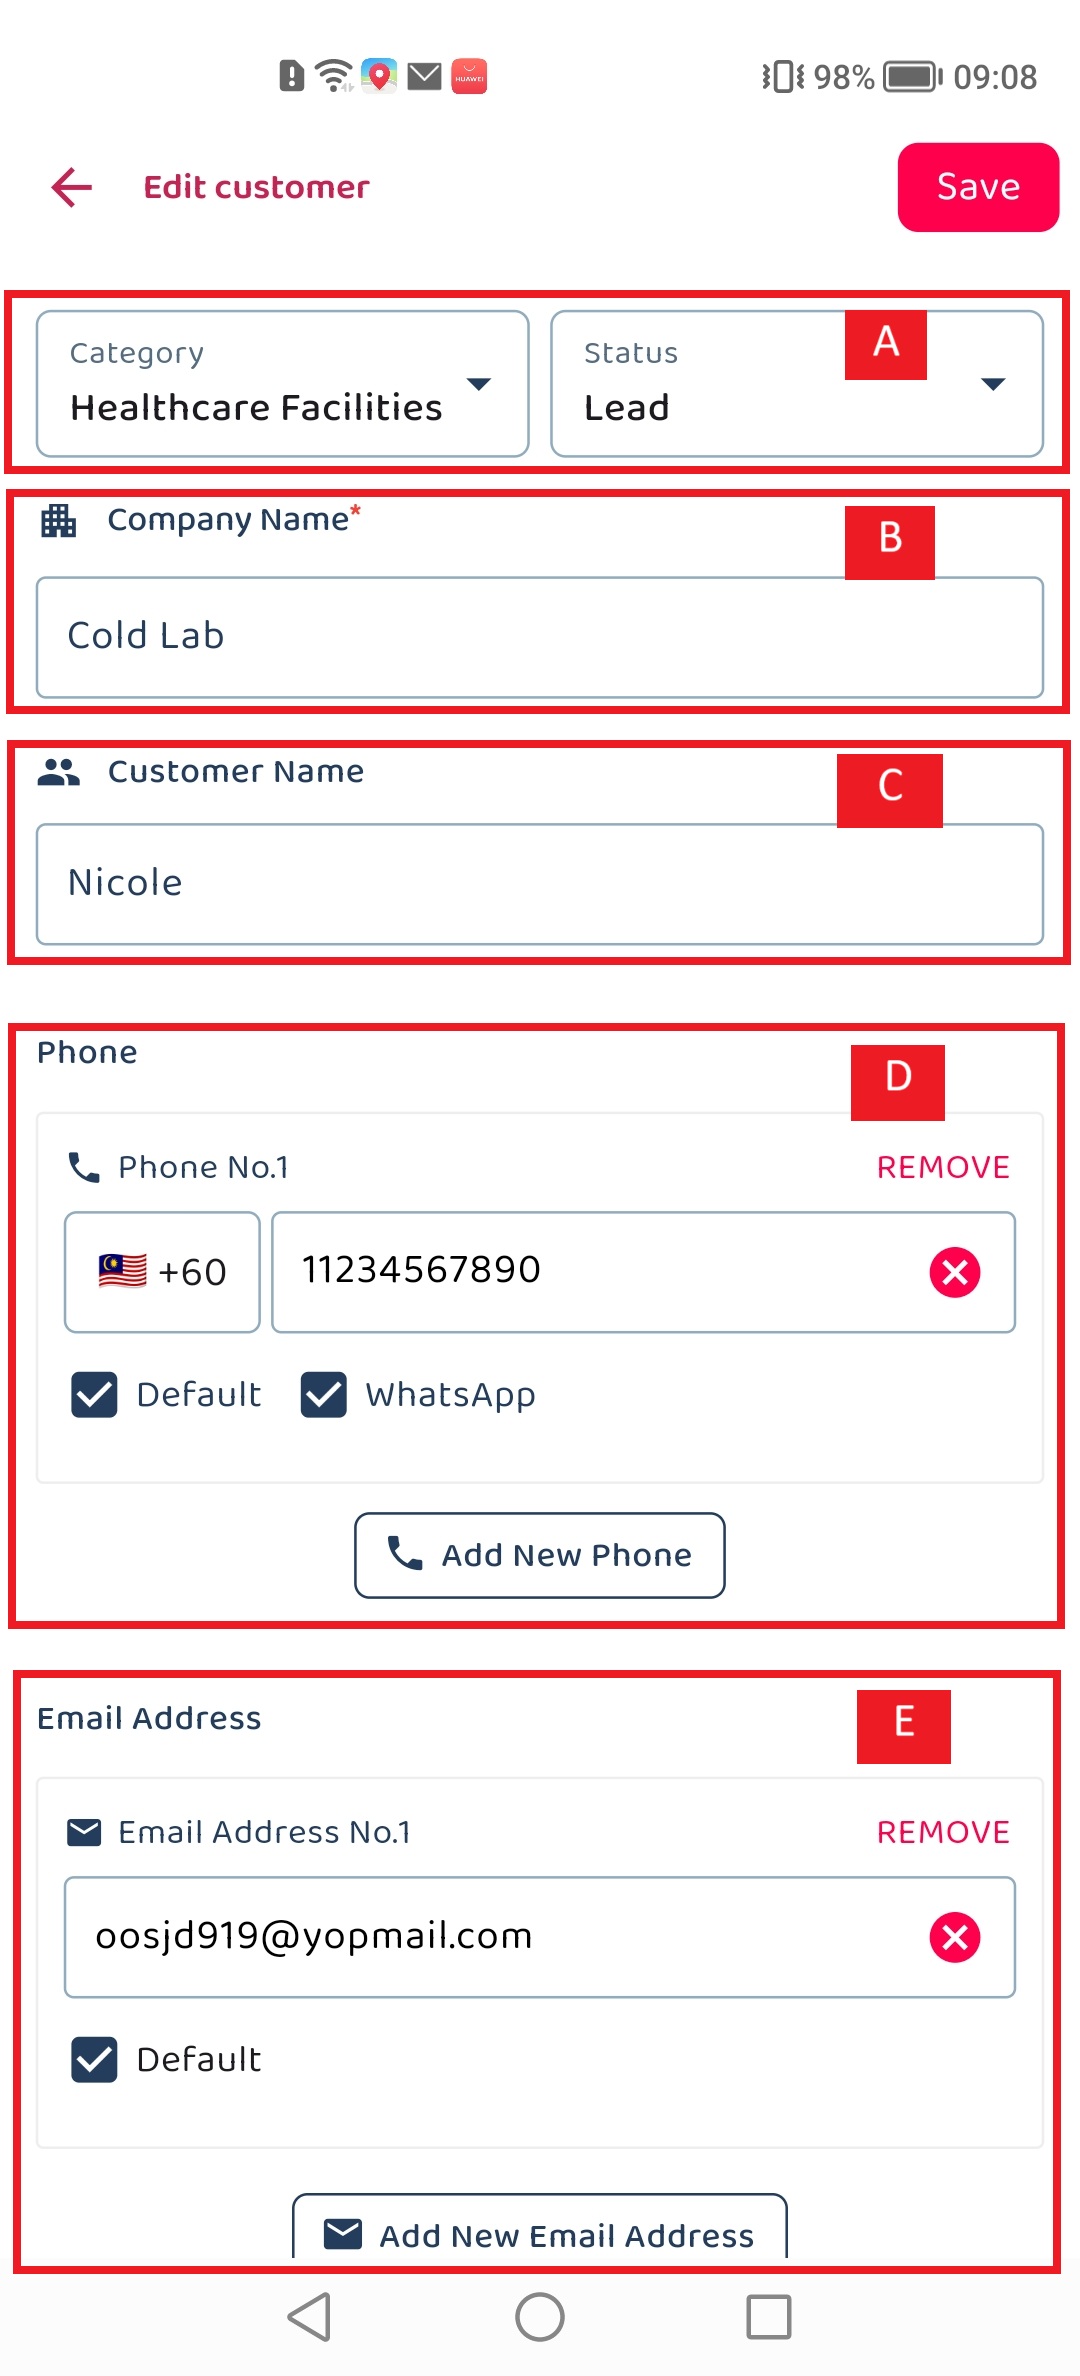 HUAWEI
98% 09:08
Edit customer
Save
Category
Healthcare Facilities
Status
Lead
A
Company Name*
B
Cold Lab
Customer Name
C
Nicole
Phone
D
Phone No.1
REMOVE
+60
11234567890
Default
WhatsApp
Add New Phone
Email Address
E
Email Address No.1
REMOVE
oosjd919@yopmail.com
Default
Add New Email Address